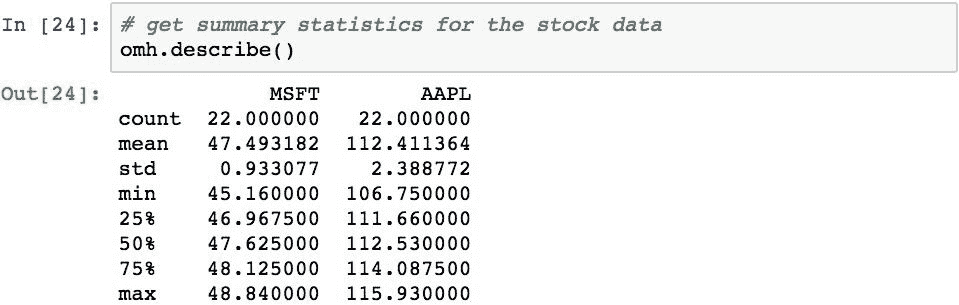 In [24]: # get summary statistics for the stock data
omh.describe()
Out[24]: MSFT AAPL
count 22.000000 22.000000
mean 47.493182 112.411364
std 0.933077 2.388772
min 45.160000 106.750000
25% 46.967500 111.660000
50% 47.625000 112.530000
75% 48.125000 114.087500
max 48.840000 115.930000